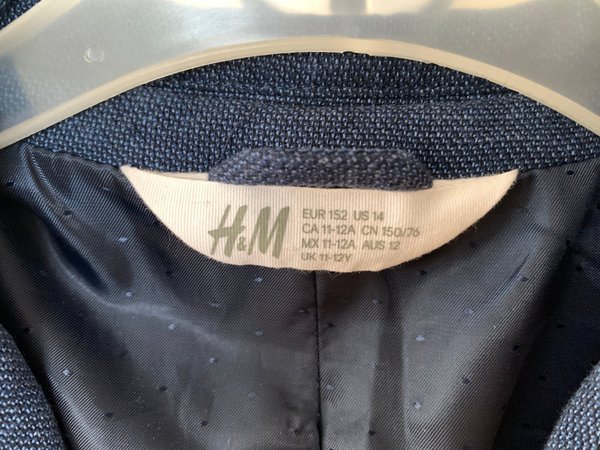 H&M
EUR 152 US 14
CA 11-12A CN 150/76
MX 11-12A AUS 12
UK 11-12Y